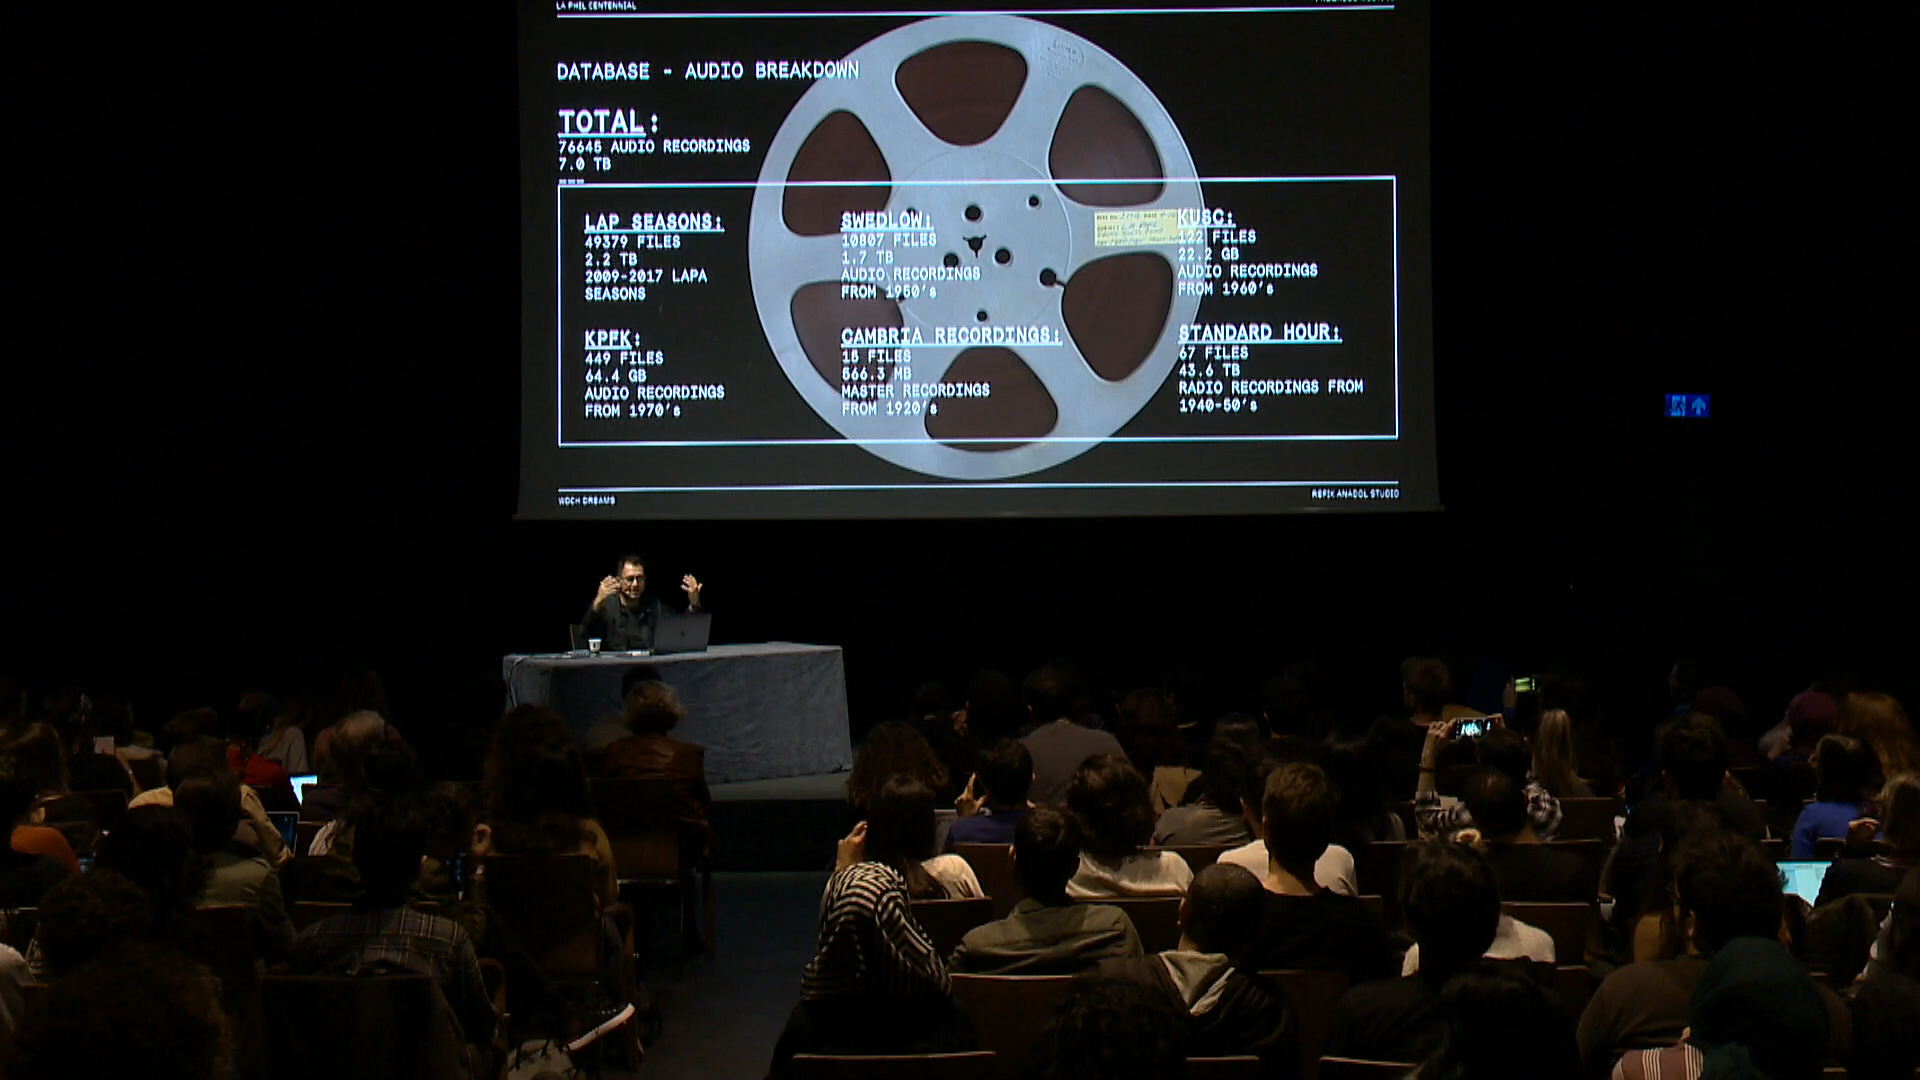 LA PHIL CENTENNIAL
DATABASE - AUDIO BREAKDOWN
TOTAL:
76645 AUDIO RECORDINGS
7.0 TB
LAP SEASONS:
49379 FILES
2.2 TB
2009-2017 LAPA
SEASONS
SWEDLOW:
10807 FILES
1.7 TB
AUDIO RECORDINGS
FROM 1950's
KUSC:
122 FILES
22.2 GB
AUDIO RECORDINGS
FROM 1960's
KPFK:
449 FILES
64.4 GB
AUDIO RECORDINGS
FROM 1970's
CAMBRIA RECORDINGS:
15 FILES
566.3 MB
MASTER RECORDINGS
FROM 1920's
STANDARD HOUR:
67 FILES
43.6 TB
RADIO RECORDINGS FROM
1940-50's
WDCH DREAMS
REFIK ANADOL STUDIO